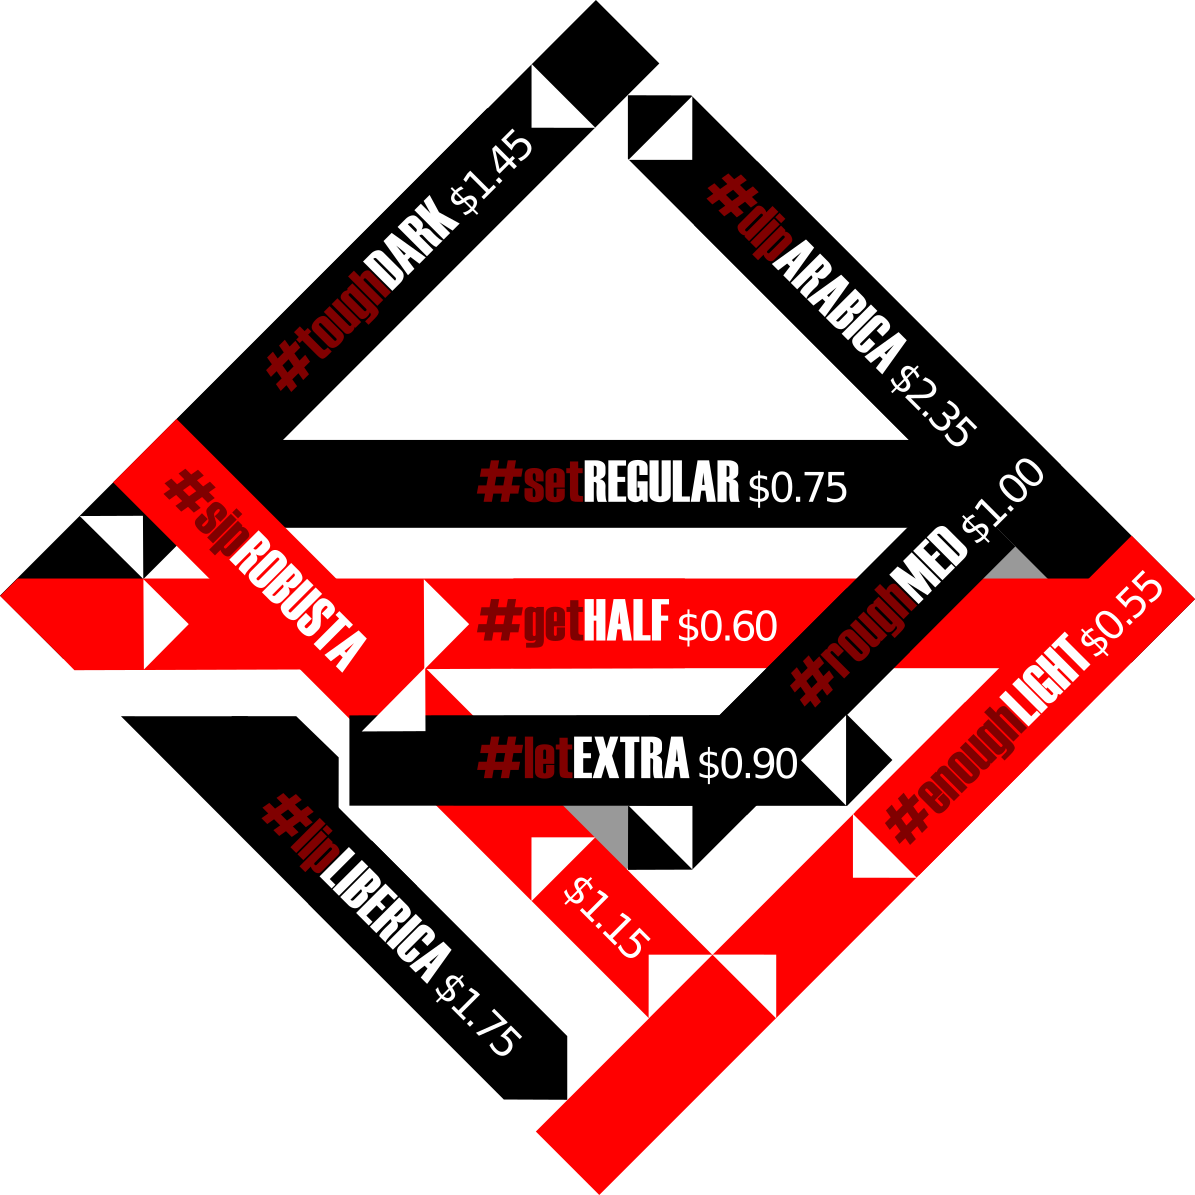 #toughDARK $1.45
#dipARABICA $2.35
#setREGULAR $0.75
#sipROBUSTA $1.15
#getHALF $0.60
#roughMED $1.00
#enoughLIGHT $0.55
#letEXTRA $0.90
#lipLIBERICA $1.75